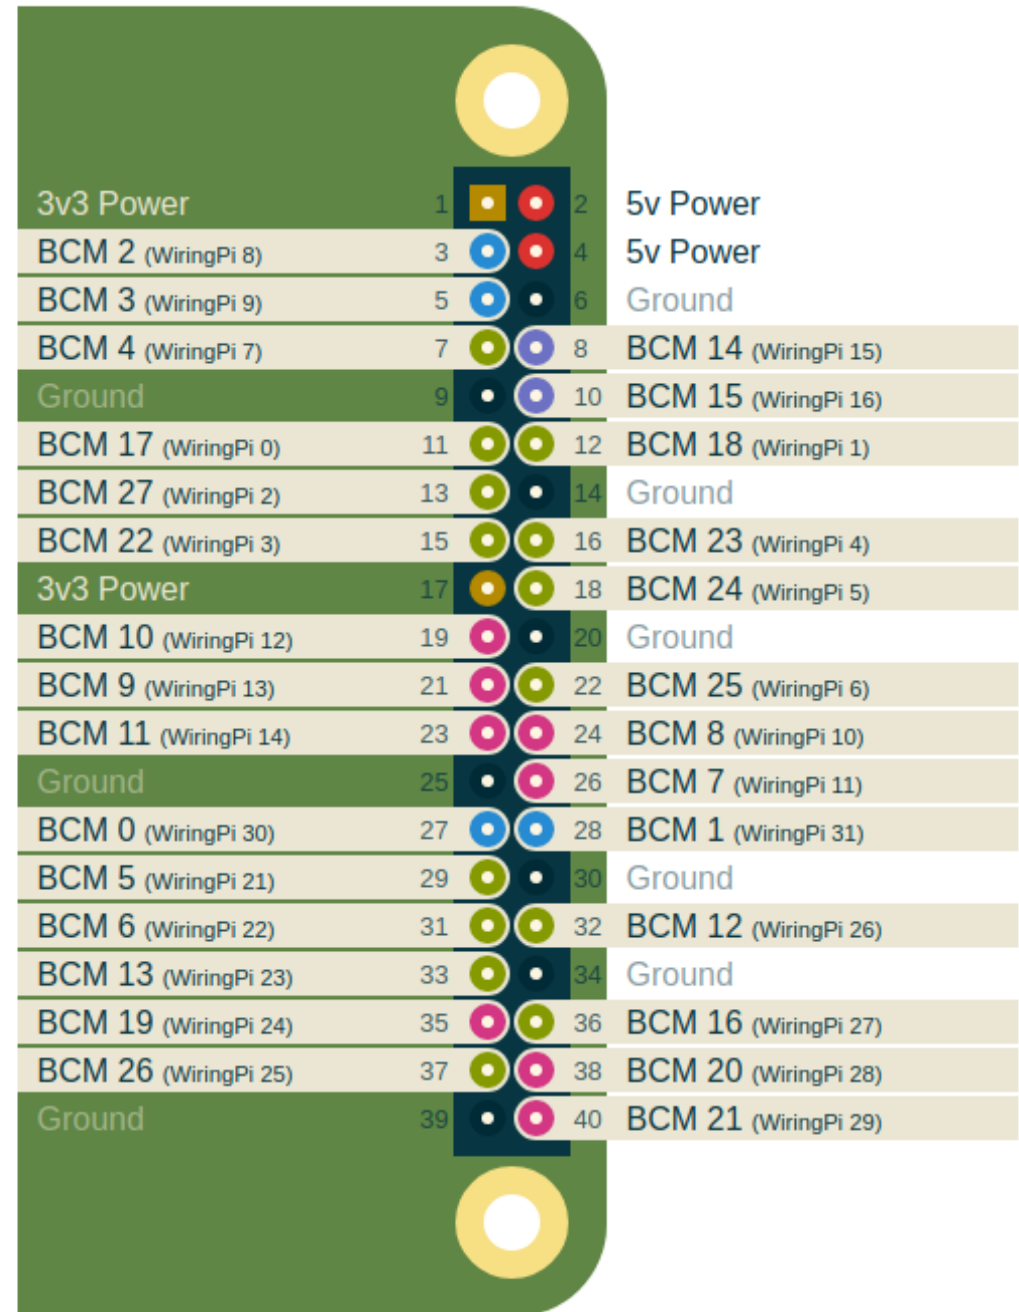 3v3 Power 1 2 5v Power
BCM 2 (WiringPi 8) 3 4 5v Power
BCM 3 (WiringPi 9) 5 6 Ground
BCM 4 (WiringPi 7) 7 8 BCM 14 (WiringPi 15)
Ground 9 10 BCM 15 (WiringPi 16)
BCM 17 (WiringPi 0) 11 12 BCM 18 (WiringPi 1)
BCM 27 (WiringPi 2) 13 14 Ground
BCM 22 (WiringPi 3) 15 16 BCM 23 (WiringPi 4)
3v3 Power 17 18 BCM 24 (WiringPi 5)
BCM 10 (WiringPi 12) 19 20 Ground
BCM 9 (WiringPi 13) 21 22 BCM 25 (WiringPi 6)
BCM 11 (WiringPi 14) 23 24 BCM 8 (WiringPi 10)
Ground 25 26 BCM 7 (WiringPi 11)
BCM 0 (WiringPi 30) 27 28 BCM 1 (WiringPi 31)
BCM 5 (WiringPi 21) 29 30 Ground
BCM 6 (WiringPi 22) 31 32 BCM 12 (WiringPi 26)
BCM 13 (WiringPi 23) 33 34 Ground
BCM 19 (WiringPi 24) 35 36 BCM 16 (WiringPi 27)
BCM 26 (WiringPi 25) 37 38 BCM 20 (WiringPi 28)
Ground 39 40 BCM 21 (WiringPi 29)